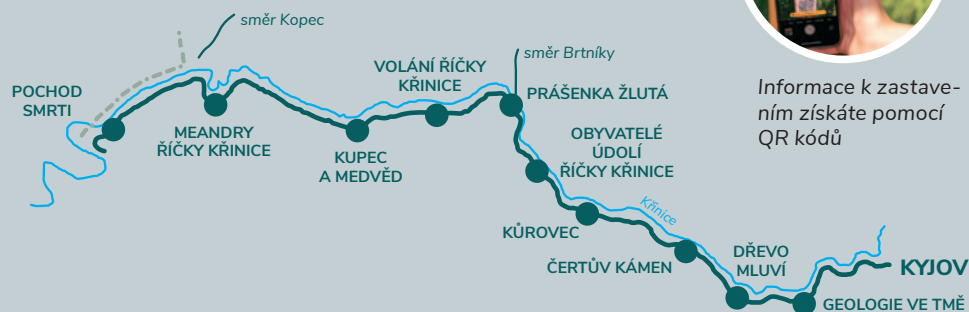 směr Kopec
POCHOD
SMRTI
MEANDRY
ŘÍČKY KŘINICE
VOLÁNÍ ŘÍČKY
KŘINICE
KUPEC
A MEDVĚD
směr Brtníky
PRÁŠENKA ŽLUTÁ
OBYVATELÉ
ÚDOLÍ
ŘÍČKY KŘINICE
KŮROVEC
Křinice
ČERTŮV KÁMEN
DŘEVO
MLUVÍ
KYJOV
GEOLOGIE VE TMĚ
Informace k zastave-
ním získáte pomocí
QR kódů